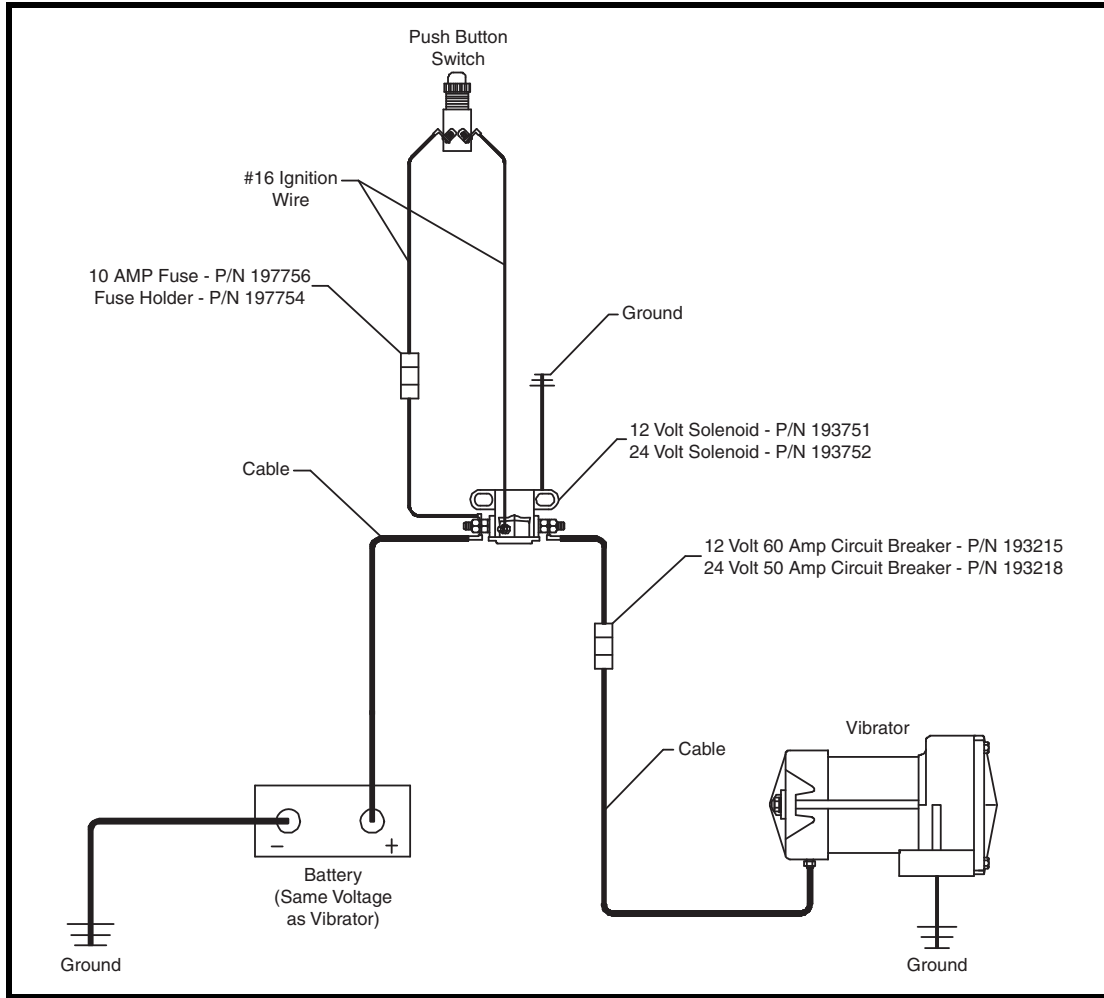 Push Button
Switch
#16 Ignition
Wire
10 AMP Fuse - P/N 197756
Fuse Holder - P/N 197754
Ground
12 Volt Solenoid - P/N 193751
24 Volt Solenoid - P/N 193752
Cable
12 Volt 60 Amp Circuit Breaker - P/N 193215
24 Volt 50 Amp Circuit Breaker - P/N 193218
Vibrator
Cable
- +
Battery
(Same Voltage
as Vibrator)
Ground
Ground